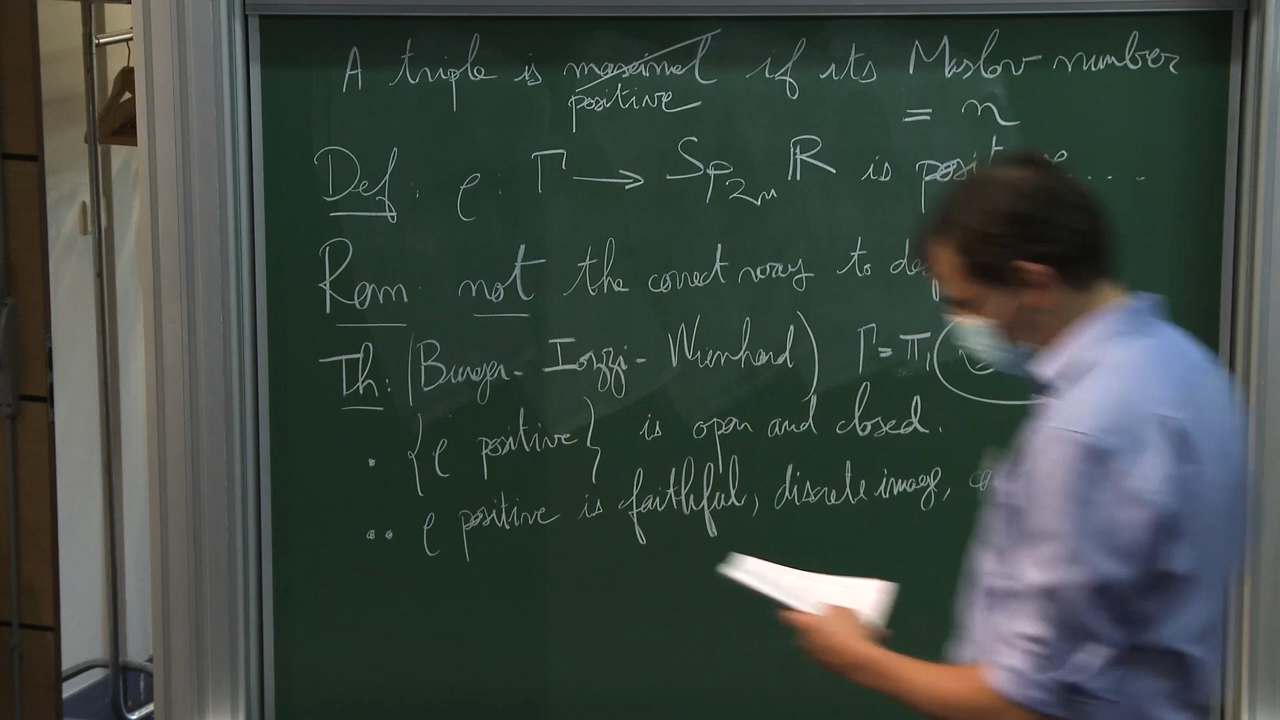 A triple is maximal if its Maslov number
positive = n
Def: ρ: Γ → Sp₂ₙ ℝ is positive....
Rem not the correct way to
Th: (Burger-Iozzi-Wienhard) Γ = π₁(
• {ρ positive} is open and closed.
•• ρ positive is faithful, discrete image,